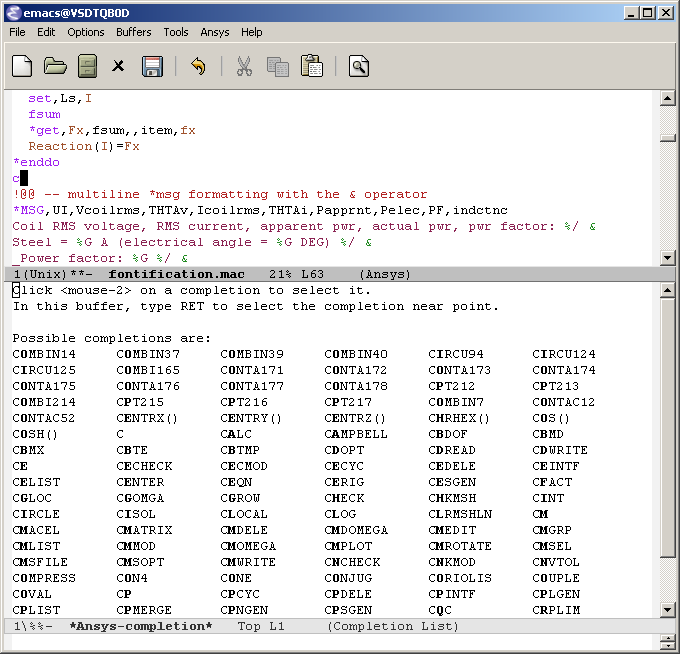 emacs@VSDTQB0D
File Edit Options Buffers Tools Ansys Help
set,Ls,I
fsum
*get,Fx,fsum,,item,fx
Reaction(I)=Fx
*enddo
c
!@@ -- multiline *msg formatting with the & operator
*MSG,UI,Vcoilrms,THTAv,Icoilrms,THTAi,Papprnt,Pelec,PF,indctnc
Coil RMS voltage, RMS current, apparent pwr, actual pwr, pwr factor: %/ &
Steel = %G A (electrical angle = %G DEG) %/ &
_Power factor: %G %/ &
1(Unix)**- fontification.mac 21% L63 (Ansys)
Click <mouse-2> on a completion to select it.
In this buffer, type RET to select the completion near point.
Possible completions are:
COMBIN14 COMBIN37 COMBIN39 COMBIN40 CIRCU94 CIRCU124
CIRCU125 COMBI165 CONTA171 CONTA172 CONTA173 CONTA174
CONTA175 CONTA176 CONTA177 CONTA178 CPT212 CPT213
COMBI214 CPT215 CPT216 CPT217 COMBIN7 CONTAC12
CONTAC52 CENTRX() CENTRY() CENTRZ() CHRHEX() COS()
COSH() C CALC CAMPBELL CBDOF CBMD
CBMX CBTE CBTMP CDOPT CDREAD CDWRITE
CE CECHECK CECMOD CECYC CEDELE CEINTF
CELIST CENTER CEQN CERIG CESGEN CFACT
CGLOC CGOMGA CGROW CHECK CHKMSH CINT
CIRCLE CISOL CLOCAL CLOG CLRMSHLN CM
CMACEL CMATRIX CMDELE CMDOMEGA CMEDIT CMGRP
CMLIST CMMOD CMOMEGA CMPLOT CMROTATE CMSEL
CMSFILE CMSOPT CMWRITE CNCHECK CNKMOD CNVTOL
COMPRESS CON4 CONE CONJUG CORIOLIS COUPLE
COVAL CP CPCYC CPDELE CPINTF CPLGEN
CPLIST CPMERGE CPNGEN CPSGEN CQC CRPLIM
1\%%- *Ansys-completion* Top L1 (Completion List)